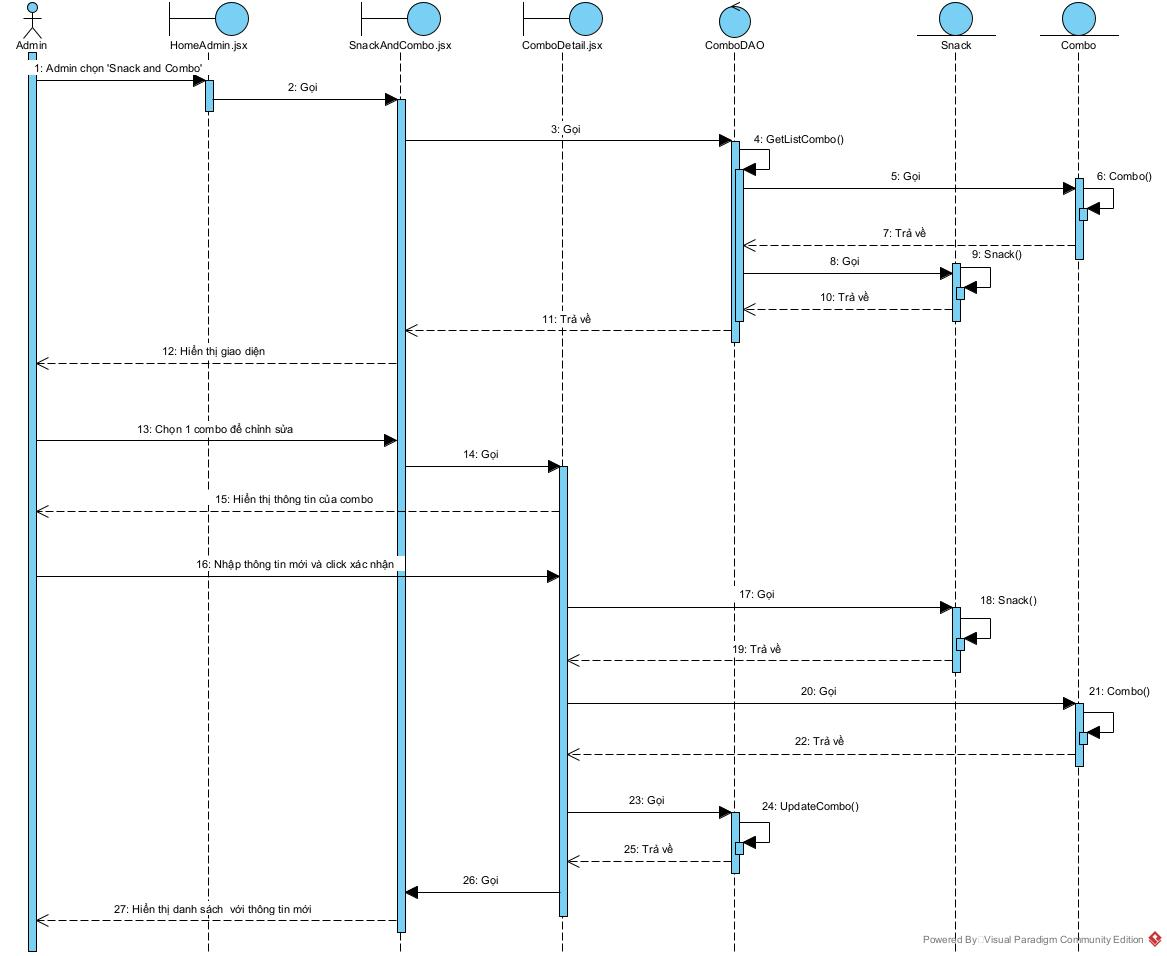 Admin
HomeAdmin.jsx
SnackAndCombo.jsx
ComboDetail.jsx
ComboDAO
Snack
Combo
1: Admin chọn 'Snack and Combo'
2: Gọi
3: Gọi
4: GetListCombo()
5: Gọi
6: Combo()
7: Trả về
8: Gọi
9: Snack()
10: Trả về
11: Trả về
12: Hiển thị giao diện
13: Chọn 1 combo để chỉnh sửa
14: Gọi
15: Hiển thị thông tin của combo
16: Nhập thông tin mới và click xác nhận
17: Gọi
18: Snack()
19: Trả về
20: Gọi
21: Combo()
22: Trả về
23: Gọi
24: UpdateCombo()
25: Trả về
26: Gọi
27: Hiển thị danh sách với thông tin mới
Powered By Visual Paradigm Community Edition